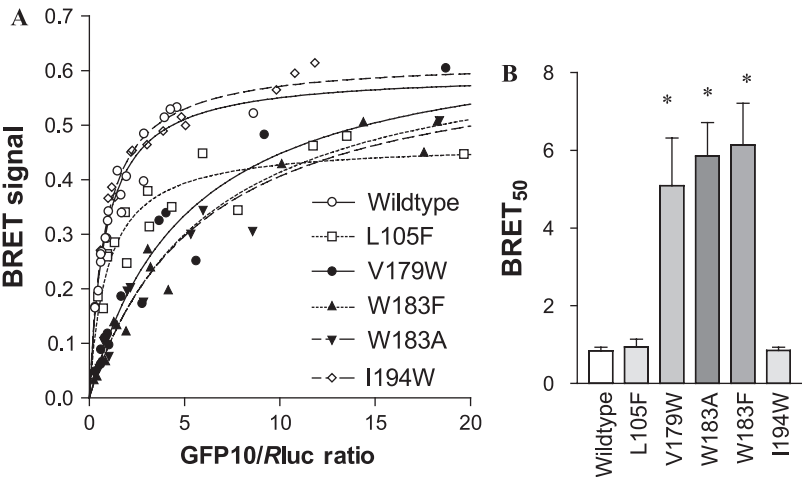 A
0.7
0.6
0.5
0.4
0.3
0.2
0.1
0.0
BRET signal
0
5
10
15
20
GFP10/Rluc ratio
Wildtype
L105F
V179W
W183F
W183A
I194W
B
8
6
4
2
0
BRET50
* * *
Wildtype
L105F
V179W
W183A
W183F
I194W